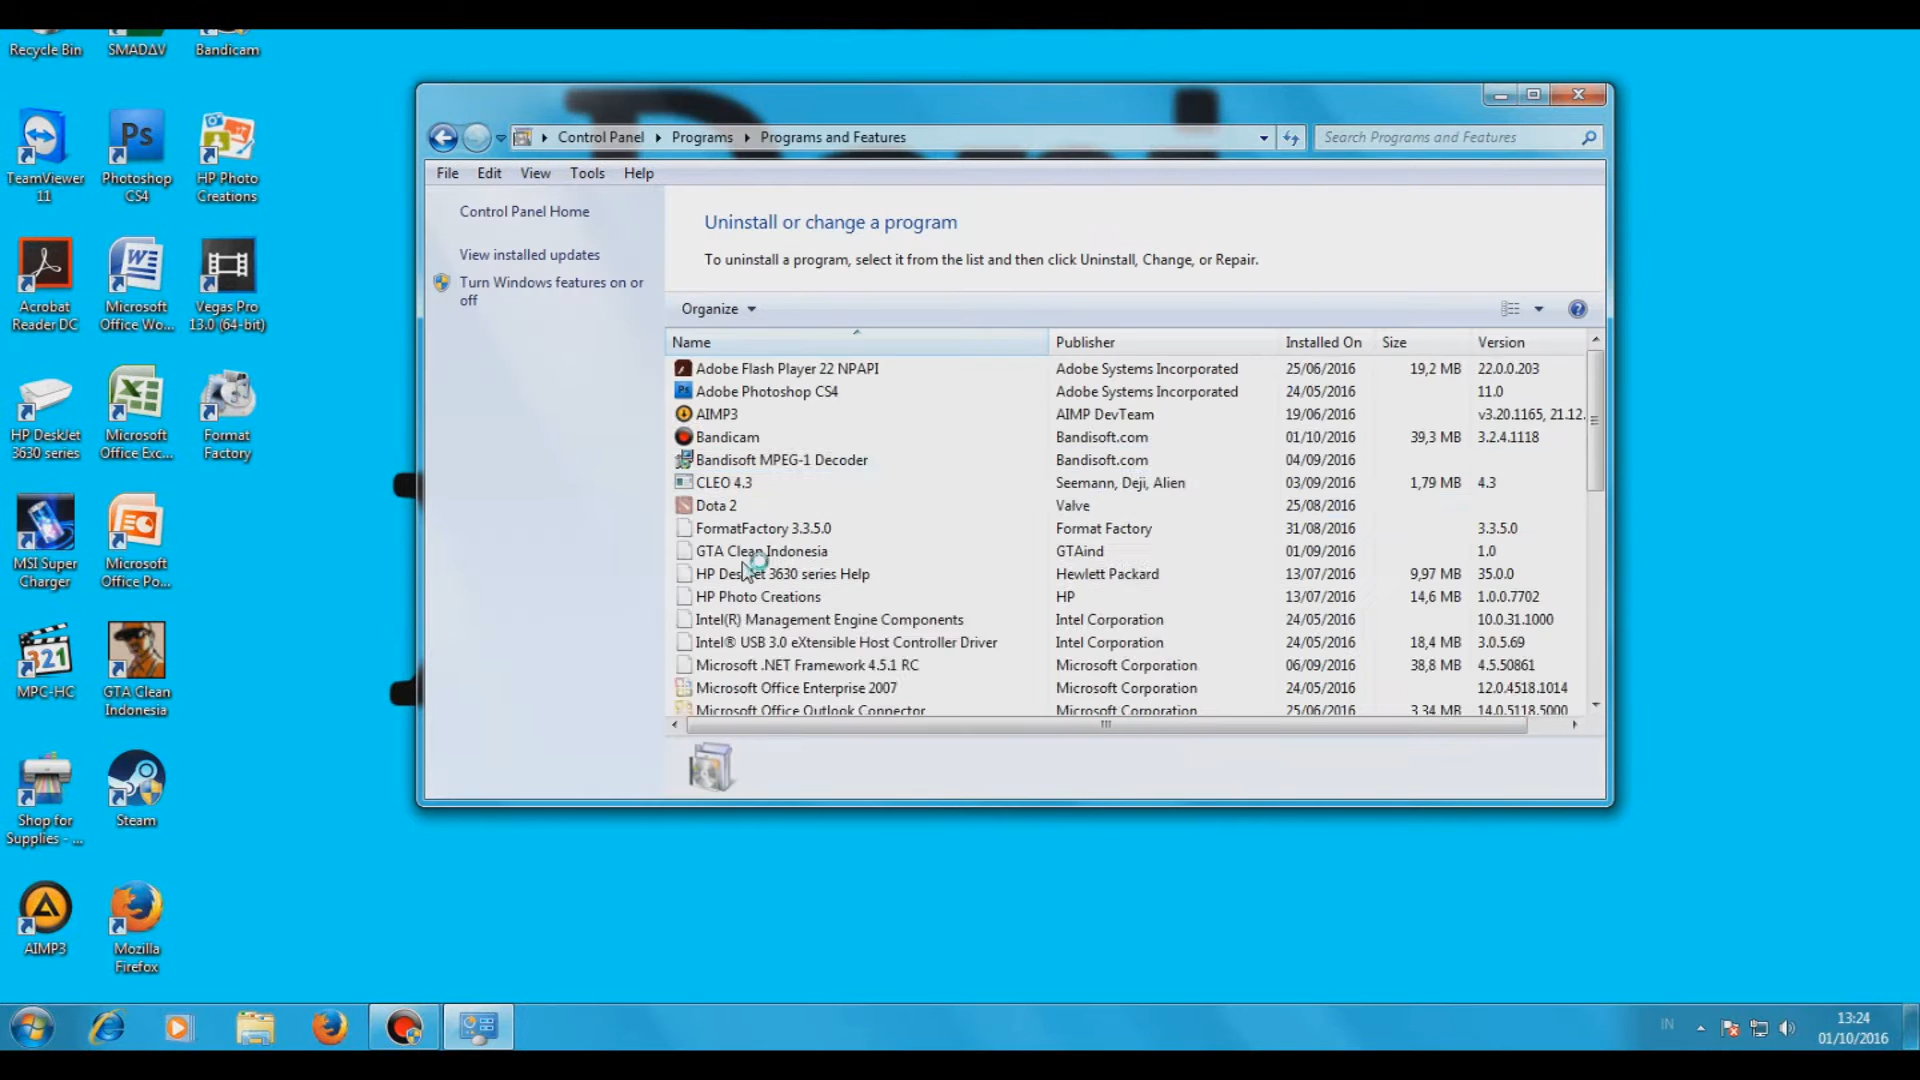 Recycle Bin
SMADΔV
Bandicam
TeamViewer
11
Photoshop
CS4
HP Photo
Creations
Acrobat
Reader DC
Microsoft
Office Wo...
Vegas Pro
13.0 (64-bit)
HP DeskJet
3630 series
Microsoft
Office Exc...
Format
Factory
MSI Super
Charger
Microsoft
Office Po...
MPC-HC
GTA Clean
Indonesia
Shop for
Supplies - ...
Steam
AIMP3
Mozilla
Firefox
Control Panel
Programs
Programs and Features
Search Programs and Features
File Edit View Tools Help
Control Panel Home
View installed updates
Turn Windows features on or
off
Uninstall or change a program
To uninstall a program, select it from the list and then click Uninstall, Change, or Repair.
Organize
Name Publisher Installed On Size Version
Adobe Flash Player 22 NPAPI Adobe Systems Incorporated 25/06/2016 19,2 MB 22.0.0.203
Adobe Photoshop CS4 Adobe Systems Incorporated 24/05/2016 11.0
AIMP3 AIMP DevTeam 19/06/2016 v3.20.1165, 21.12.
Bandicam Bandisoft.com 01/10/2016 39,3 MB 3.2.4.1118
Bandisoft MPEG-1 Decoder Bandisoft.com 04/09/2016
CLEO 4.3 Seemann, Deji, Alien 03/09/2016 1,79 MB 4.3
Dota 2 Valve 25/08/2016
FormatFactory 3.3.5.0 Format Factory 31/08/2016 3.3.5.0
GTA Clean Indonesia GTAind 01/09/2016 1.0
HP DeskJet 3630 series Help Hewlett Packard 13/07/2016 9,97 MB 35.0.0
HP Photo Creations HP 13/07/2016 14,6 MB 1.0.0.7702
Intel(R) Management Engine Components Intel Corporation 24/05/2016 10.0.31.1000
Intel® USB 3.0 eXtensible Host Controller Driver Intel Corporation 24/05/2016 18,4 MB 3.0.5.69
Microsoft .NET Framework 4.5.1 RC Microsoft Corporation 06/09/2016 38,8 MB 4.5.50861
Microsoft Office Enterprise 2007 Microsoft Corporation 24/05/2016 12.0.4518.1014
Microsoft Office Outlook Connector Microsoft Corporation 25/06/2016 3,34 MB 14.0.5118.5000
IN
13:24
01/10/2016